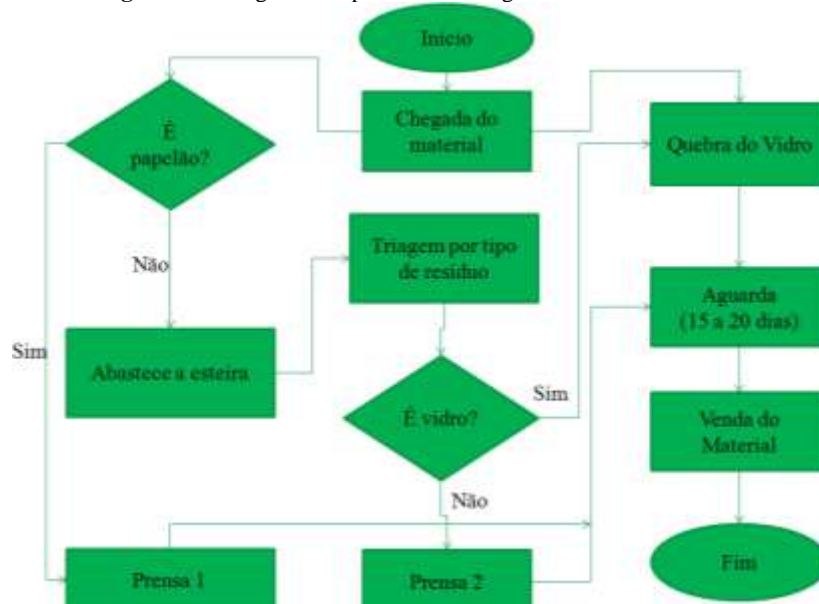 Início
Chegada do
material
É
papelão?
Quebra do Vidro
Triagem por tipo
de resíduo
Não
Aguarda
(15 a 20 dias)
Sim
Abastece a esteira
É vidro?
Sim
Venda do
Material
Não
Prensa 1
Prensa 2
Fim